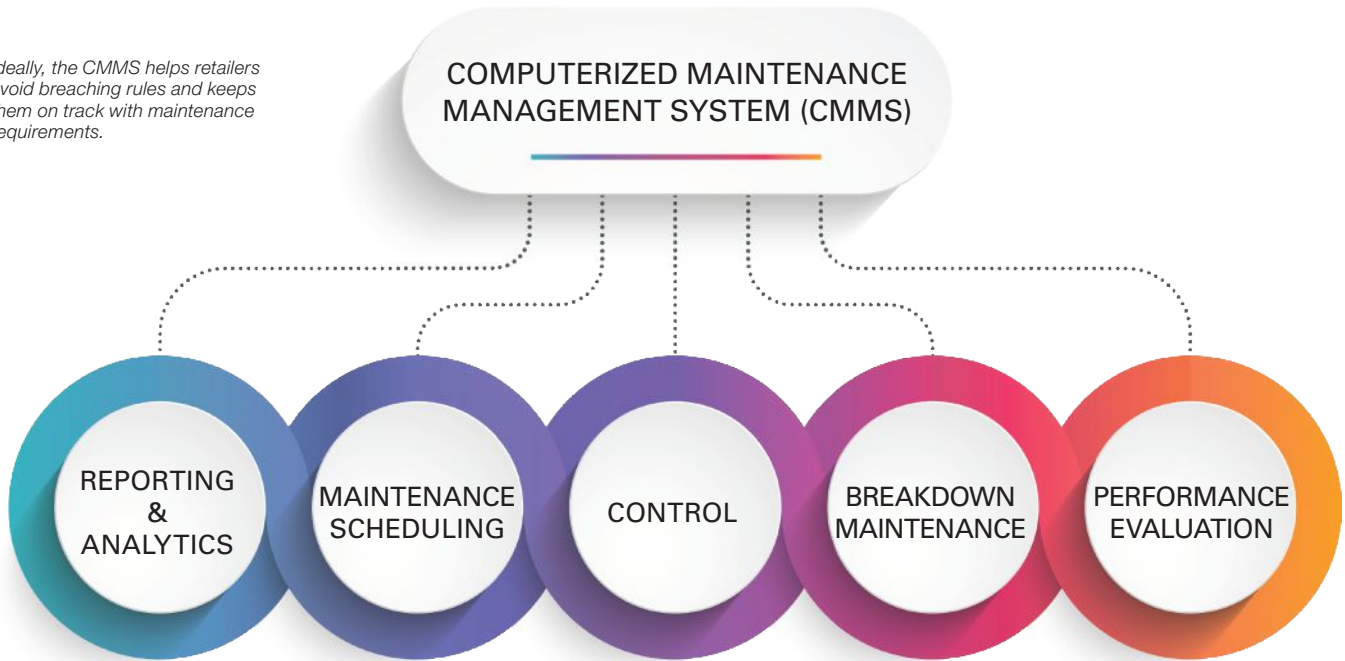 deally, the CMMS helps retailers
void breaching rules and keeps
hem on track with maintenance
equirements.
COMPUTERIZED MAINTENANCE
MANAGEMENT SYSTEM (CMMS)
REPORTING
&
ANALYTICS
MAINTENANCE
SCHEDULING
CONTROL
BREAKDOWN
MAINTENANCE
PERFORMANCE
EVALUATION